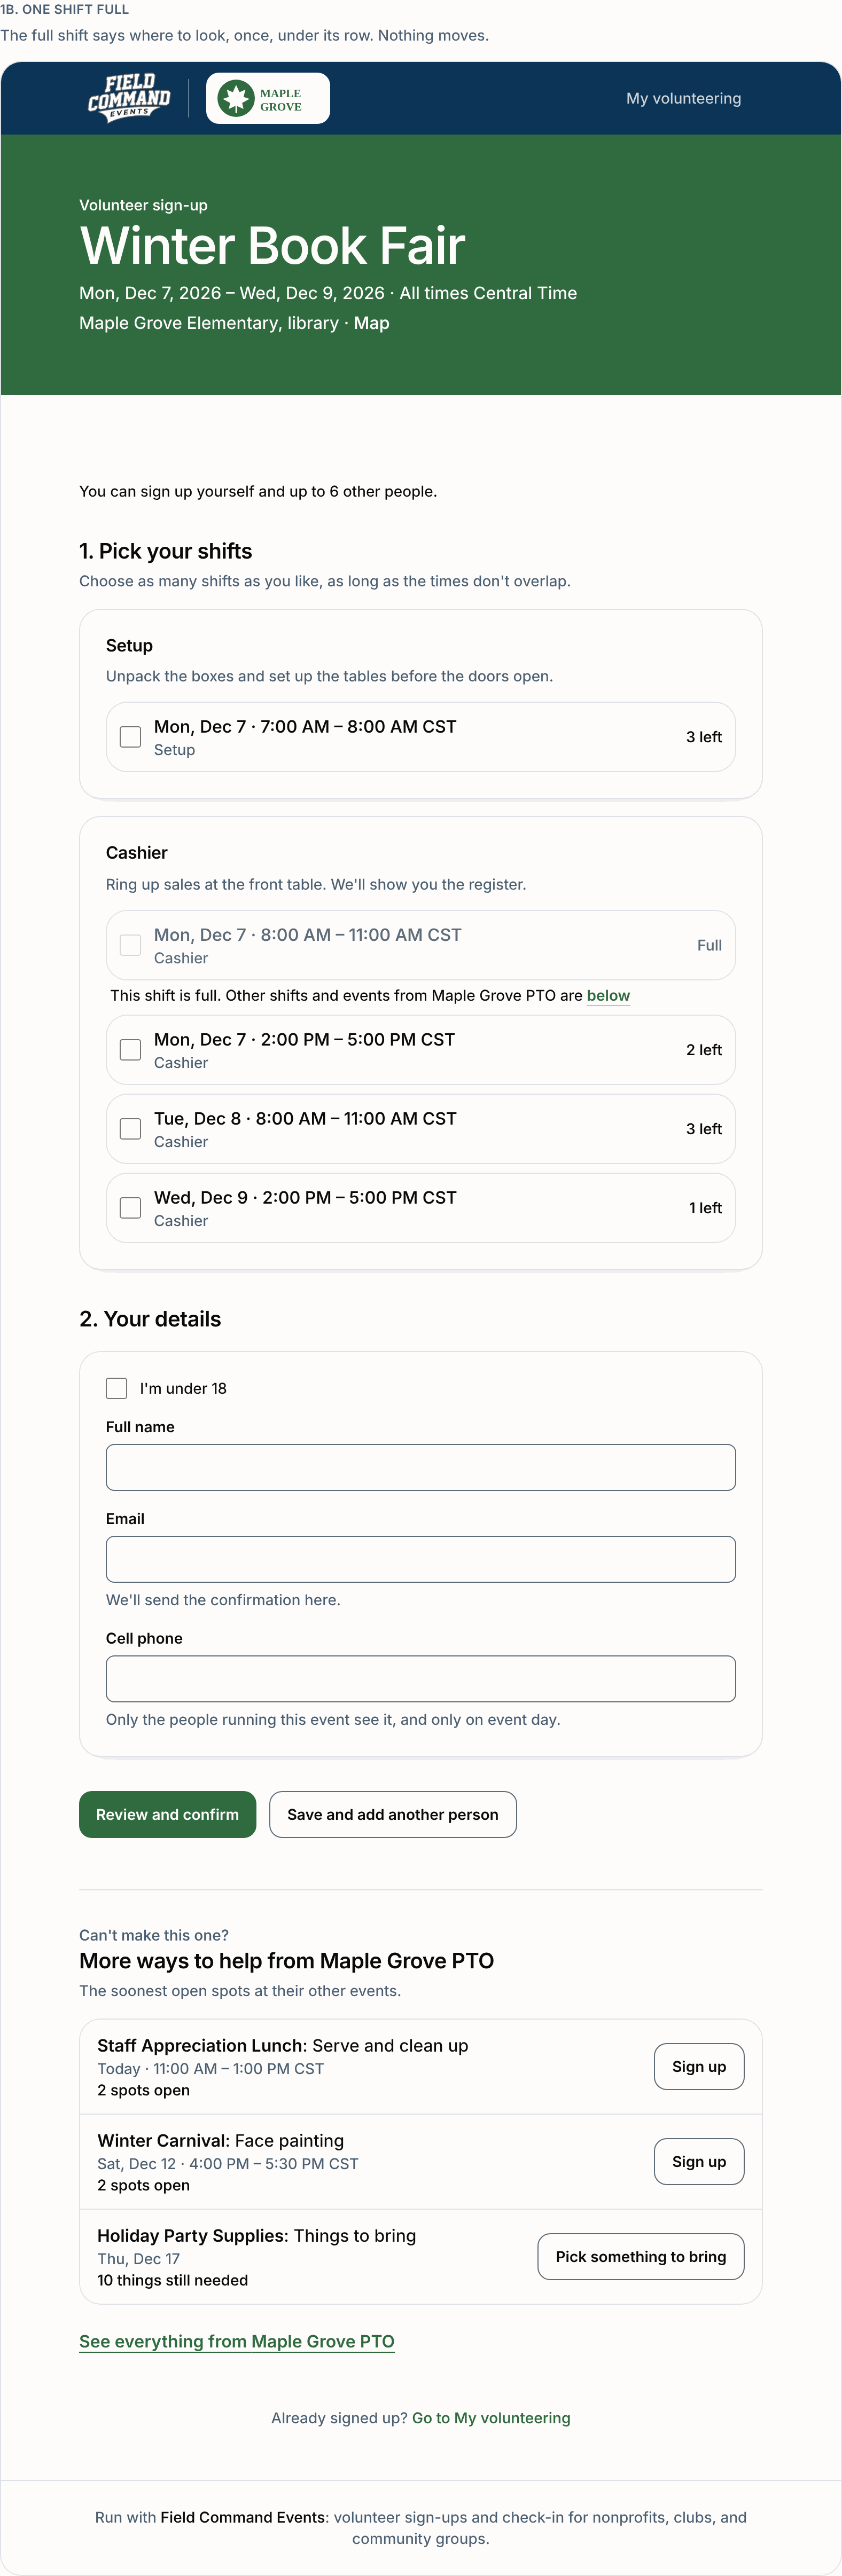 1B. ONE SHIFT FULL
The full shift says where to look, once, under its row. Nothing moves.
FIELD
COMMAND
EVENTS
MAPLE
GROVE
My volunteering
Volunteer sign-up
Winter Book Fair
Mon, Dec 7, 2026 – Wed, Dec 9, 2026 · All times Central Time
Maple Grove Elementary, library · Map
You can sign up yourself and up to 6 other people.
1. Pick your shifts
Choose as many shifts as you like, as long as the times don't overlap.
Setup
Unpack the boxes and set up the tables before the doors open.
Mon, Dec 7 · 7:00 AM – 8:00 AM CST
Setup
3 left
Cashier
Ring up sales at the front table. We'll show you the register.
Mon, Dec 7 · 8:00 AM – 11:00 AM CST
Cashier
Full
This shift is full. Other shifts and events from Maple Grove PTO are below
Mon, Dec 7 · 2:00 PM – 5:00 PM CST
Cashier
2 left
Tue, Dec 8 · 8:00 AM – 11:00 AM CST
Cashier
3 left
Wed, Dec 9 · 2:00 PM – 5:00 PM CST
Cashier
1 left
2. Your details
I'm under 18
Full name
Email
We'll send the confirmation here.
Cell phone
Only the people running this event see it, and only on event day.
Review and confirm
Save and add another person
Can't make this one?
More ways to help from Maple Grove PTO
The soonest open spots at their other events.
Staff Appreciation Lunch: Serve and clean up
Today · 11:00 AM – 1:00 PM CST
2 spots open
Sign up
Winter Carnival: Face painting
Sat, Dec 12 · 4:00 PM – 5:30 PM CST
2 spots open
Sign up
Holiday Party Supplies: Things to bring
Thu, Dec 17
10 things still needed
Pick something to bring
See everything from Maple Grove PTO
Already signed up? Go to My volunteering
Run with Field Command Events: volunteer sign-ups and check-in for nonprofits, clubs, and
community groups.